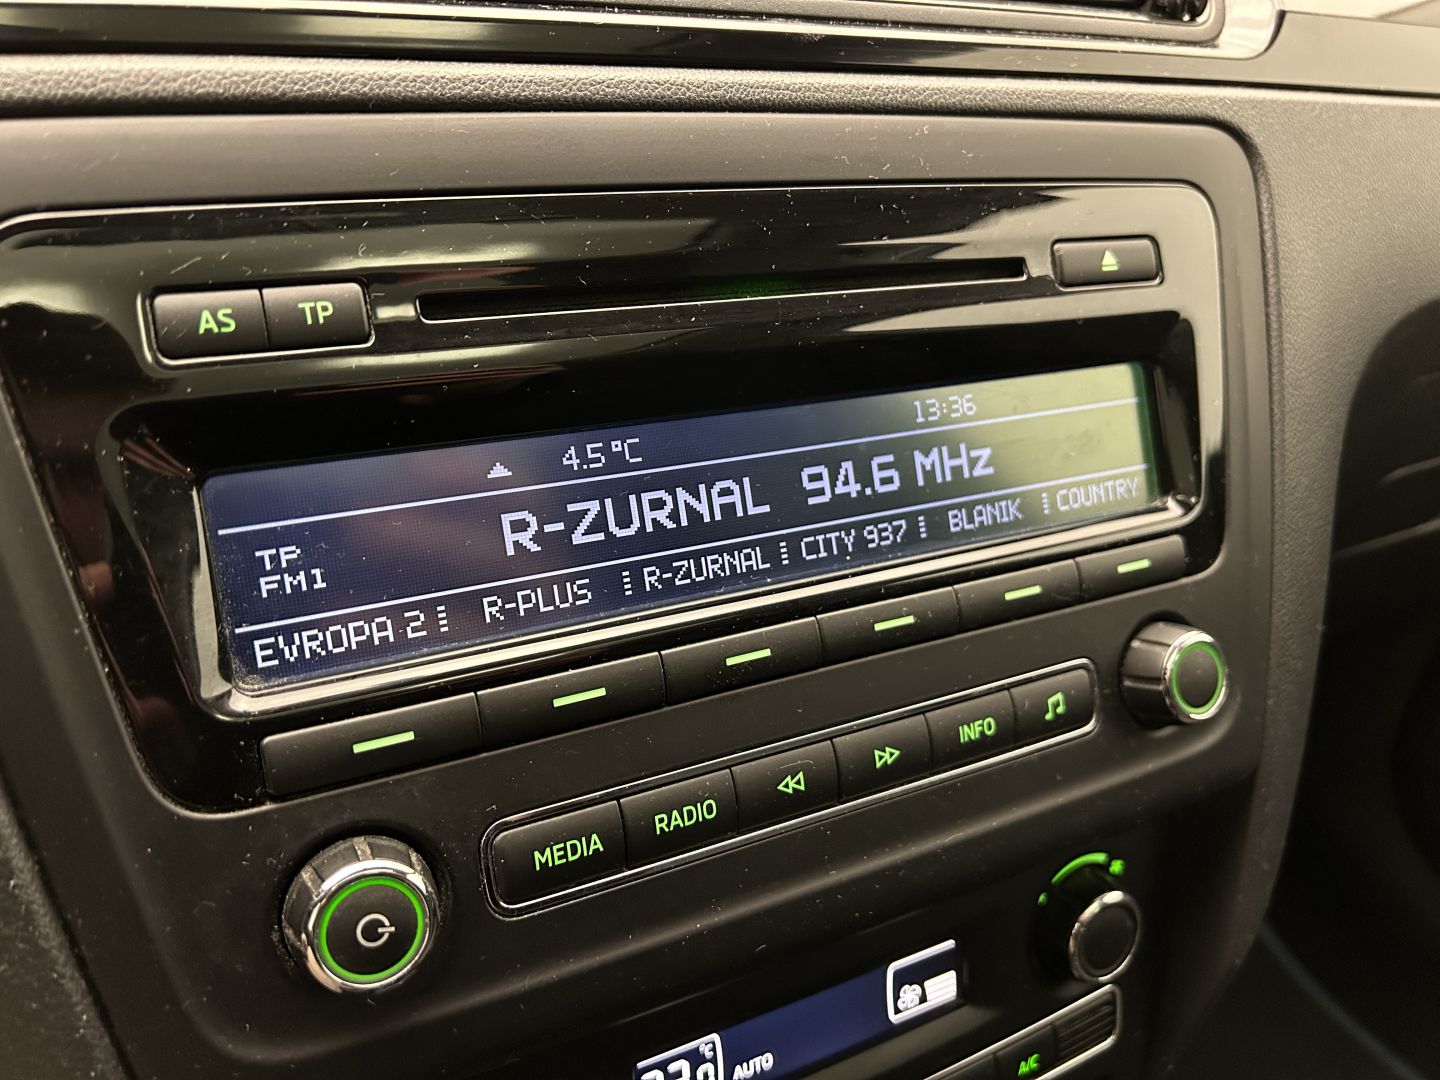 AS TP
4.5 °C 13:36
TP R-ZURNAL 94.6 MHz
FM1
EVROPA 2 R-PLUS R-ZURNAL CITY 937 BLANIK COUNTRY
MEDIA RADIO INFO
°C
AUTO
A/C